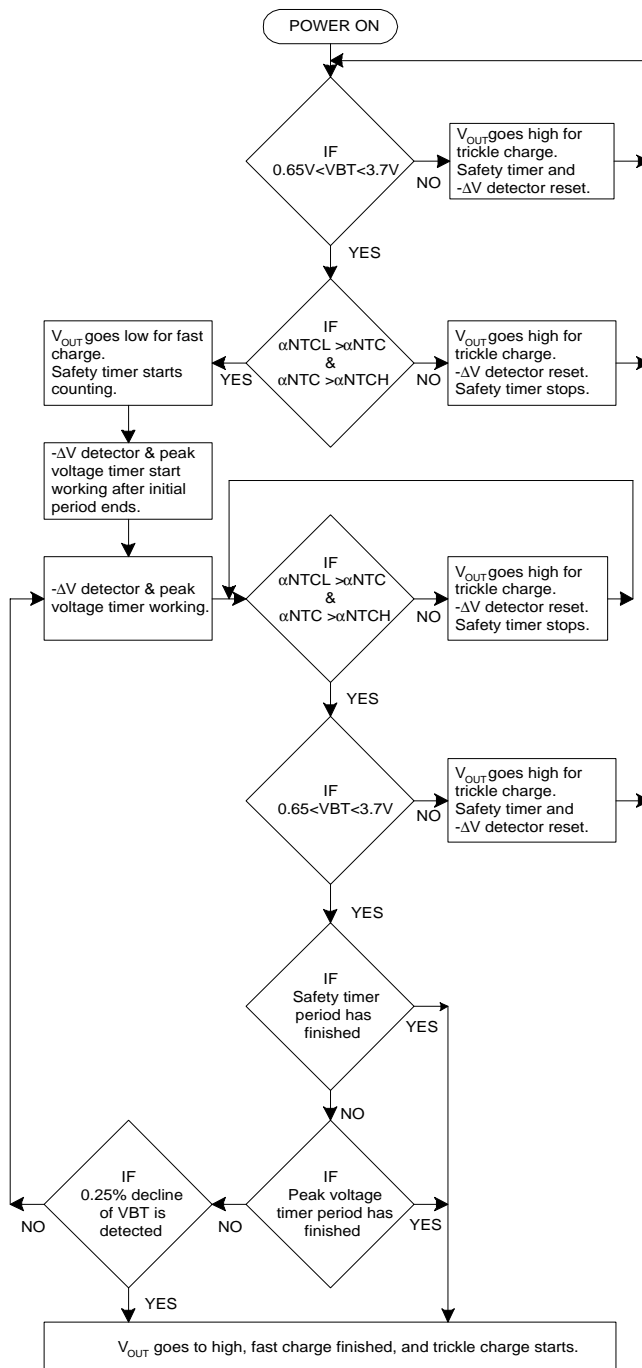 POWER ON
IF
0.65V<VBT<3.7V
NO
V_OUT goes high for
trickle charge.
Safety timer and
-ΔV detector reset.
YES
IF
αNTCL >αNTC
&
αNTC >αNTCH
YES
NO
V_OUT goes low for fast
charge.
Safety timer starts
counting.
V_OUT goes high for
trickle charge.
-ΔV detector reset.
Safety timer stops.
-ΔV detector & peak
voltage timer start
working after initial
period ends.
-ΔV detector & peak
voltage timer working.
IF
αNTCL >αNTC
&
αNTC >αNTCH
NO
V_OUT goes high for
trickle charge.
-ΔV detector reset.
Safety timer stops.
YES
IF
0.65<VBT<3.7V
NO
V_OUT goes high for
trickle charge.
Safety timer and
-ΔV detector reset.
YES
IF
Safety timer
period has
finished
YES
NO
IF
Peak voltage
timer period has
finished
YES
NO
IF
0.25% decline
of VBT is
detected
NO
YES
V_OUT goes to high, fast charge finished, and trickle charge starts.